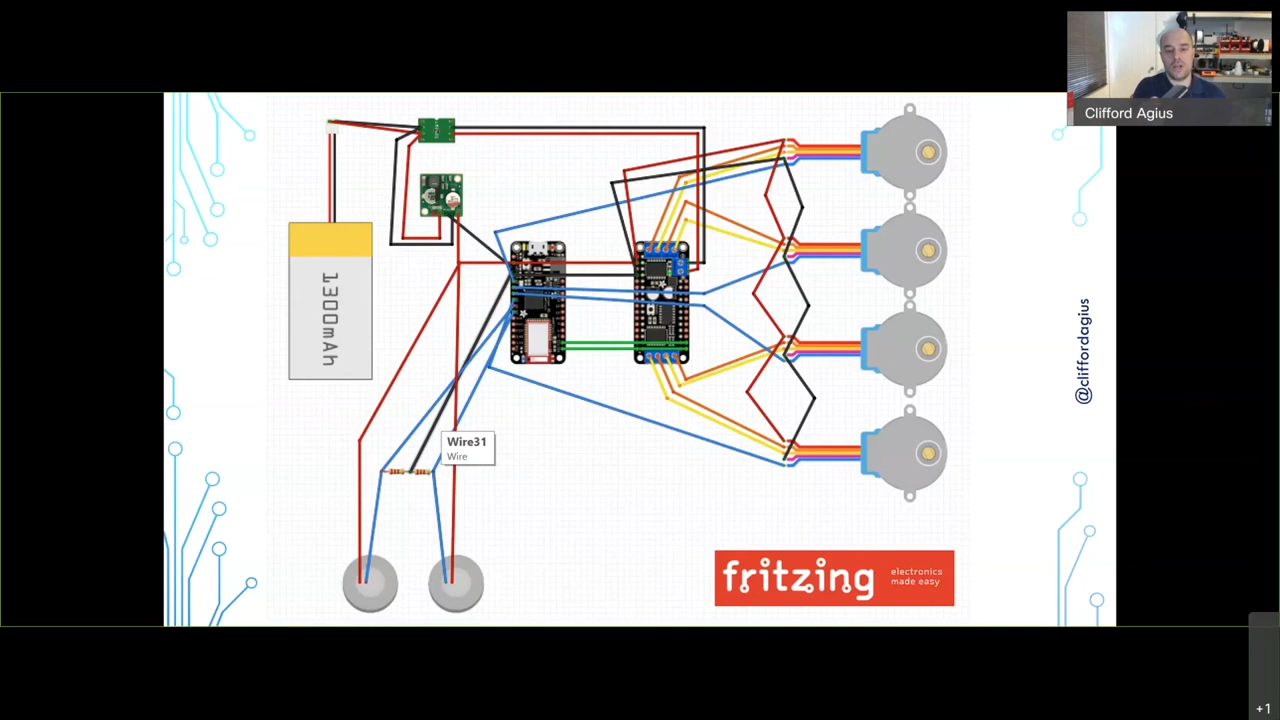 Clifford Agius
1300mAh
@cliffordagius
Wire31
Wire
fritzing
electronics
made easy
+1